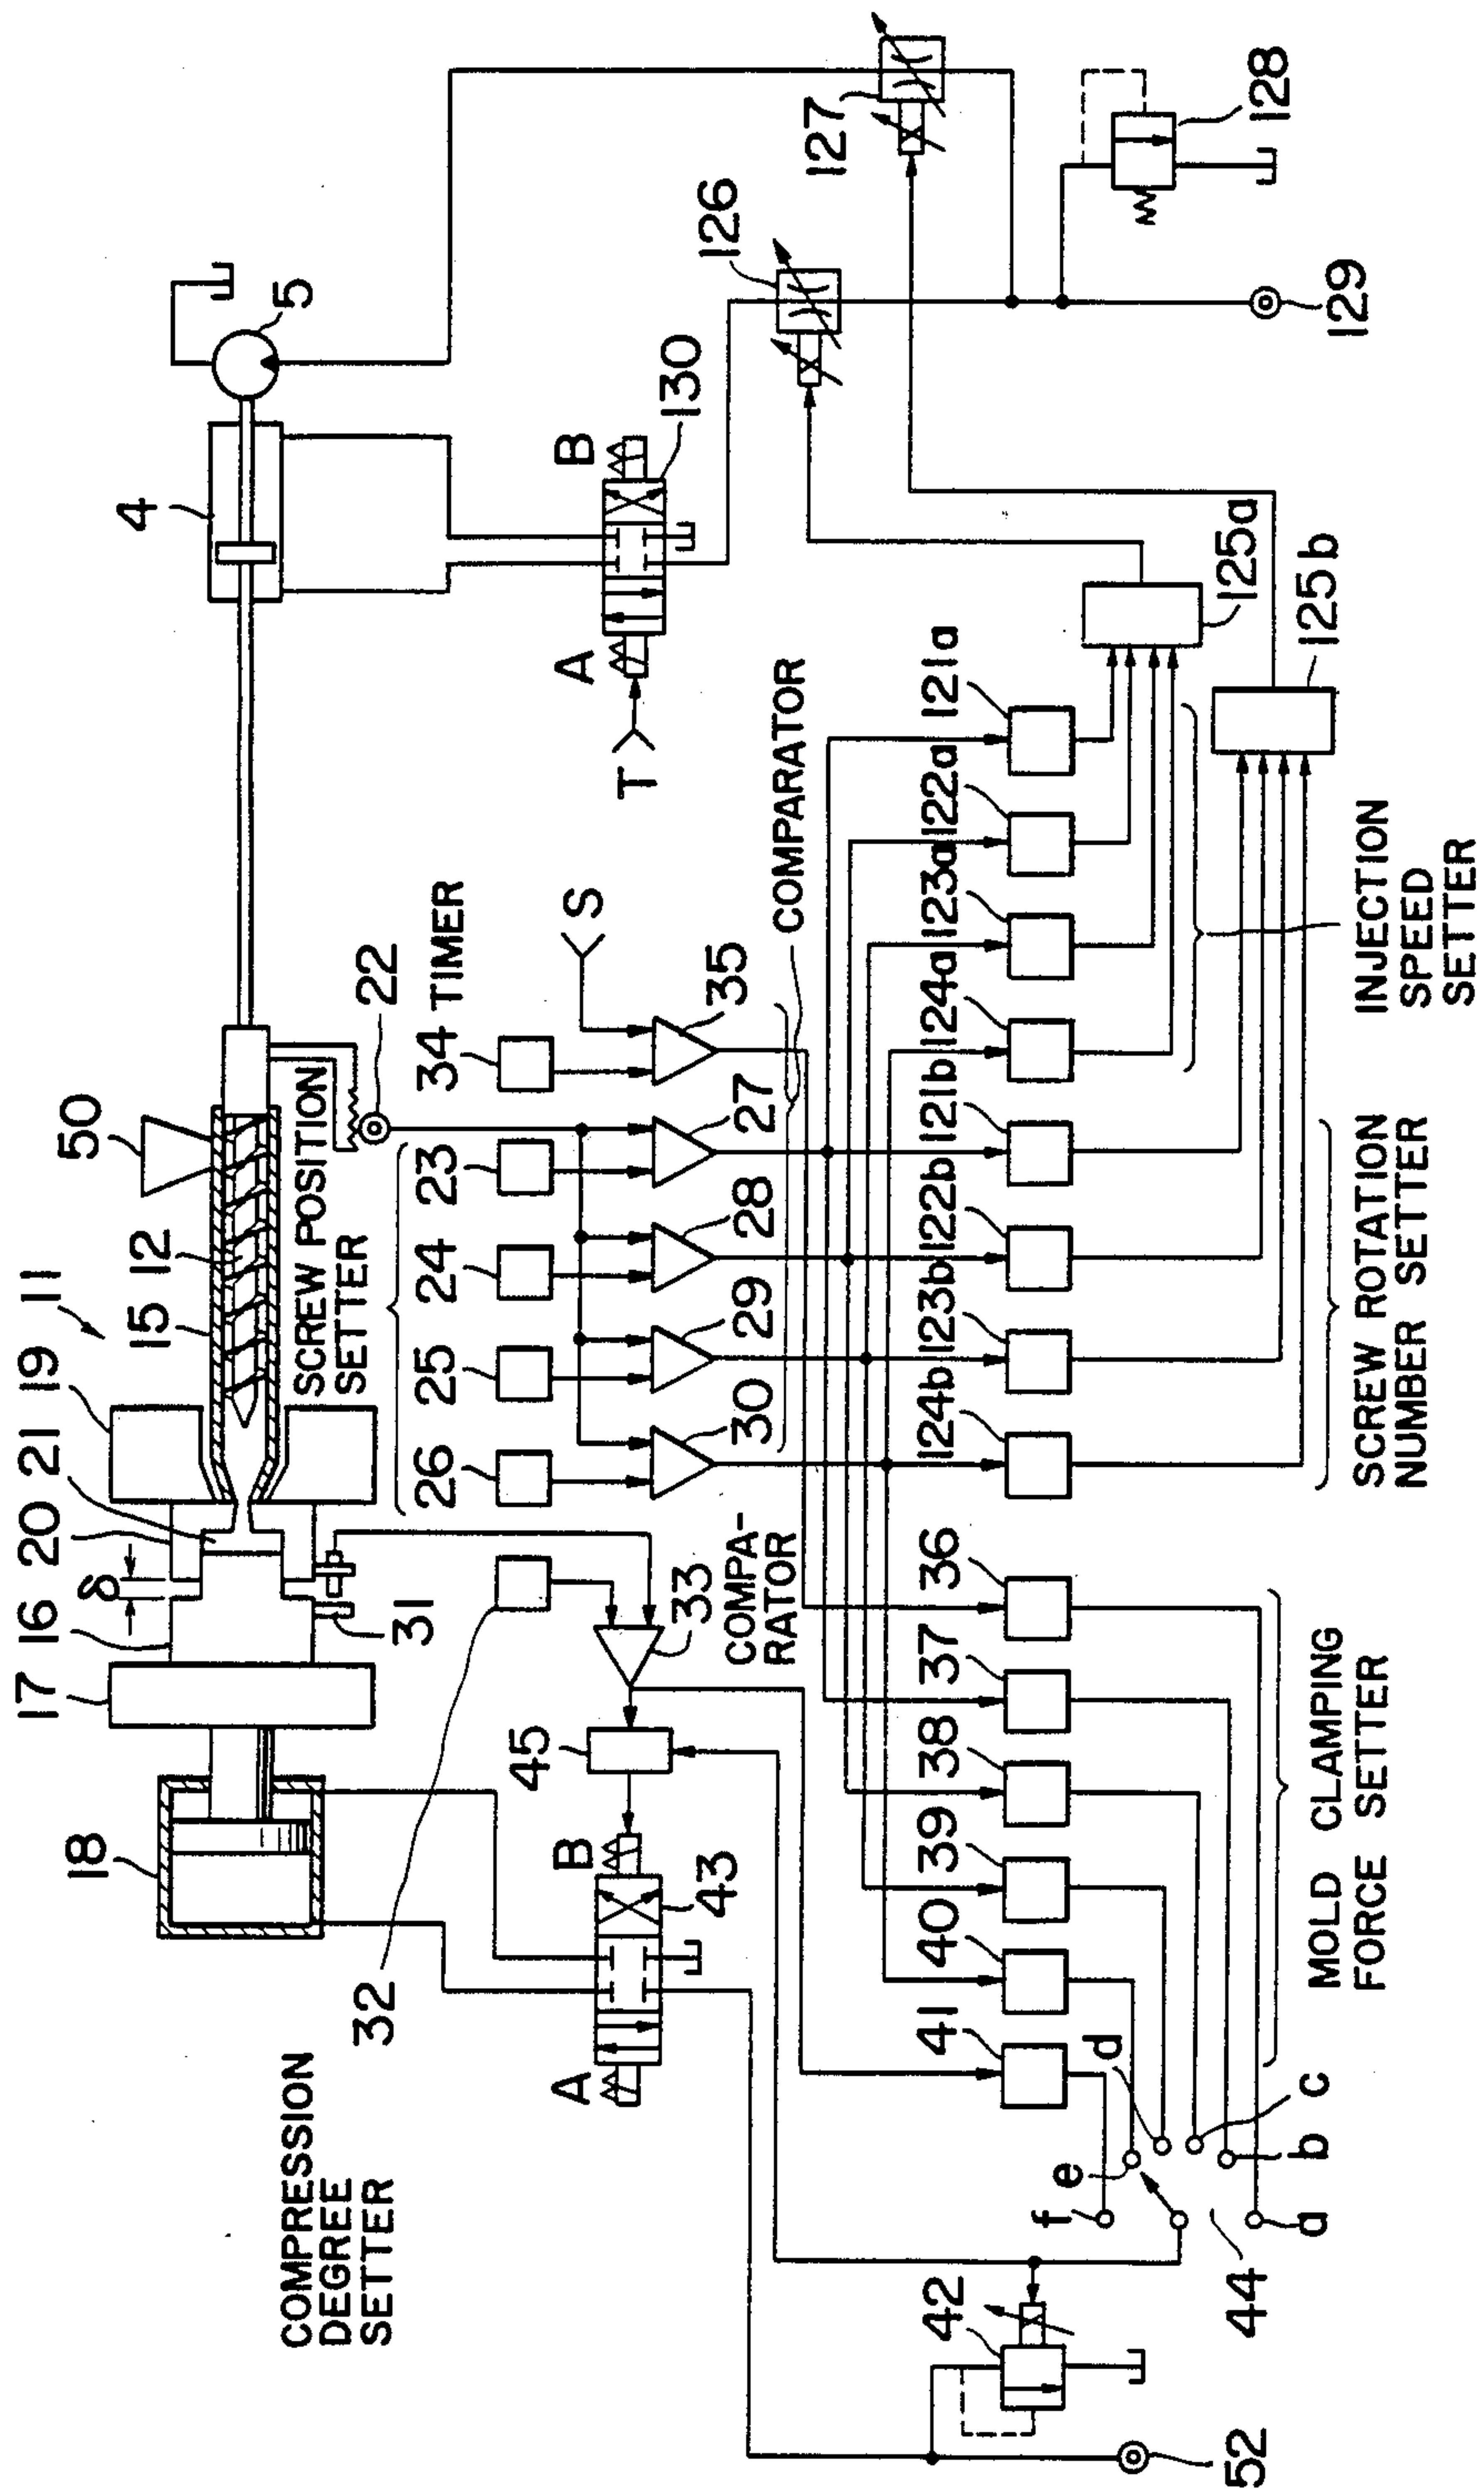 11
50
4
5
12
15
19
21
20
δ
16
17
18
31
SCREW POSITION
SETTER
22
34 TIMER
S
23
24
25
26
35
27
28
29
30
COMPARATOR
COMPA-
RATOR
33
32
45
COMPRESSION
DEGREE
SETTER
A
B
43
A
B
130
T
126
127
128
129
125a
125b
121a
122a
123a
124a
121b
122b
123b
124b
INJECTION
SPEED
SETTER
SCREW ROTATION
NUMBER SETTER
36
37
38
39
40
41
MOLD CLAMPING
FORCE SETTER
f
e
d
c
b
a
44
42
52